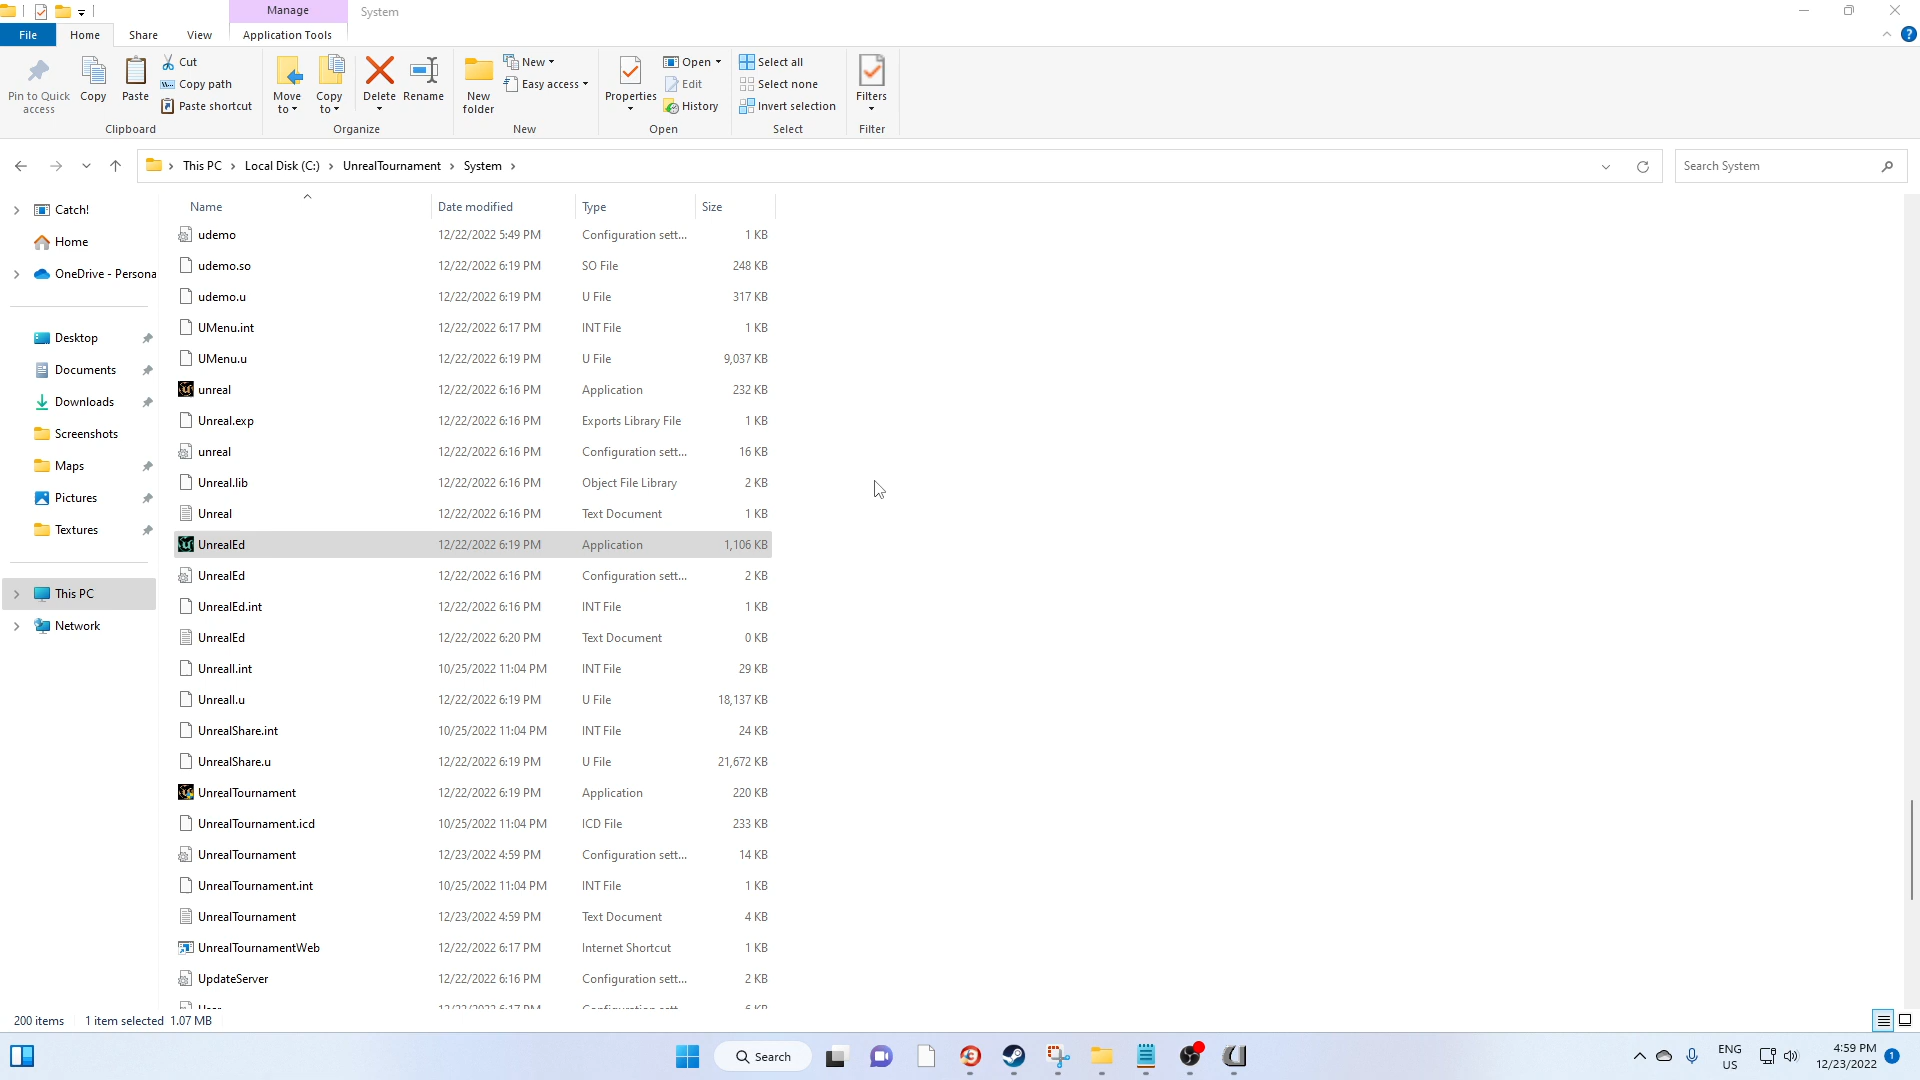 Manage System
File Home Share View Application Tools
Pin to Quick access
Copy
Paste
Cut
Copy path
Paste shortcut
Clipboard
Move to
Copy to
Delete
Rename
Organize
New folder
New
Easy access
New
Properties
Open
Edit
History
Open
Select all
Select none
Invert selection
Select
Filters
Filter
This PC > Local Disk (C:) > UnrealTournament > System >
Search System
Catch!
Home
OneDrive - Persona
Desktop
Documents
Downloads
Screenshots
Maps
Pictures
Textures
This PC
Network
Name Date modified Type Size
udemo 12/22/2022 5:49 PM Configuration sett... 1 KB
udemo.so 12/22/2022 6:19 PM SO File 248 KB
udemo.u 12/22/2022 6:19 PM U File 317 KB
UMenu.int 12/22/2022 6:17 PM INT File 1 KB
UMenu.u 12/22/2022 6:19 PM U File 9,037 KB
unreal 12/22/2022 6:16 PM Application 232 KB
Unreal.exp 12/22/2022 6:16 PM Exports Library File 1 KB
unreal 12/22/2022 6:16 PM Configuration sett... 16 KB
Unreal.lib 12/22/2022 6:16 PM Object File Library 2 KB
Unreal 12/22/2022 6:16 PM Text Document 1 KB
UnrealEd 12/22/2022 6:19 PM Application 1,106 KB
UnrealEd 12/22/2022 6:16 PM Configuration sett... 2 KB
UnrealEd.int 12/22/2022 6:16 PM INT File 1 KB
UnrealEd 12/22/2022 6:20 PM Text Document 0 KB
UnrealI.int 10/25/2022 11:04 PM INT File 29 KB
UnrealI.u 12/22/2022 6:19 PM U File 18,137 KB
UnrealShare.int 10/25/2022 11:04 PM INT File 24 KB
UnrealShare.u 12/22/2022 6:19 PM U File 21,672 KB
UnrealTournament 12/22/2022 6:19 PM Application 220 KB
UnrealTournament.icd 10/25/2022 11:04 PM ICD File 233 KB
UnrealTournament 12/23/2022 4:59 PM Configuration sett... 14 KB
UnrealTournament.int 10/25/2022 11:04 PM INT File 1 KB
UnrealTournament 12/23/2022 4:59 PM Text Document 4 KB
UnrealTournamentWeb 12/22/2022 6:17 PM Internet Shortcut 1 KB
UpdateServer 12/22/2022 6:16 PM Configuration sett... 2 KB
200 items 1 item selected 1.07 MB
Search
ENG
US
4:59 PM
12/23/2022
1